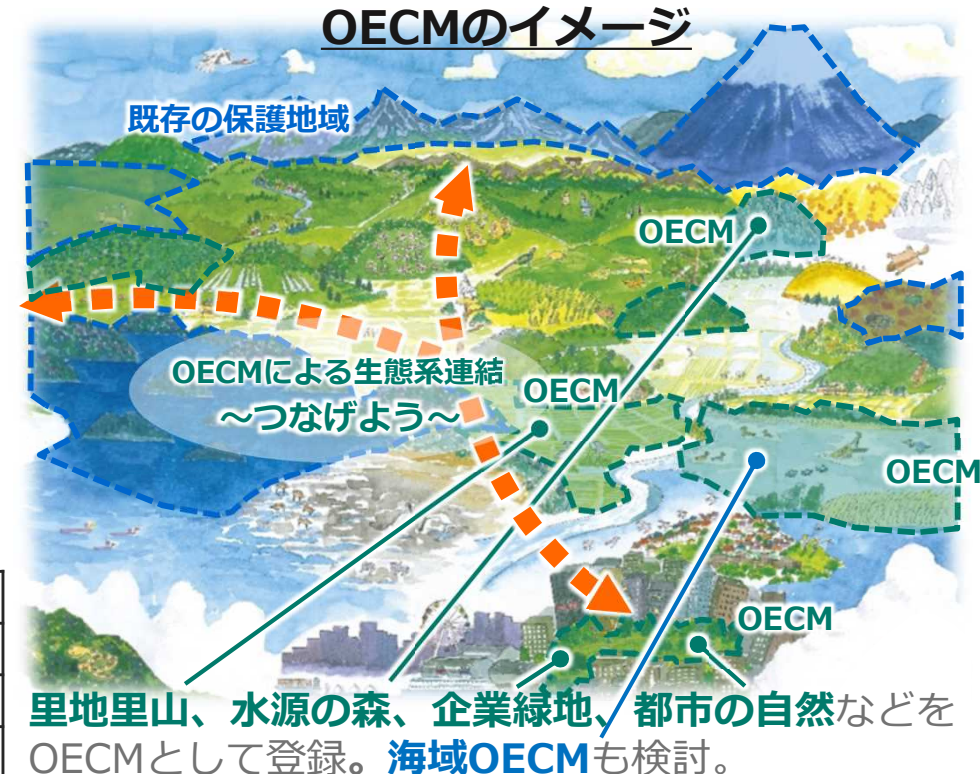 OECMのイメージ
既存の保護地域
OECM
OECMによる生態系連結
～つなげよう～
OECM
OECM
OECM
里地里山、水源の森、企業緑地、都市の自然などを
OECMとして登録。海域OECMも検討。